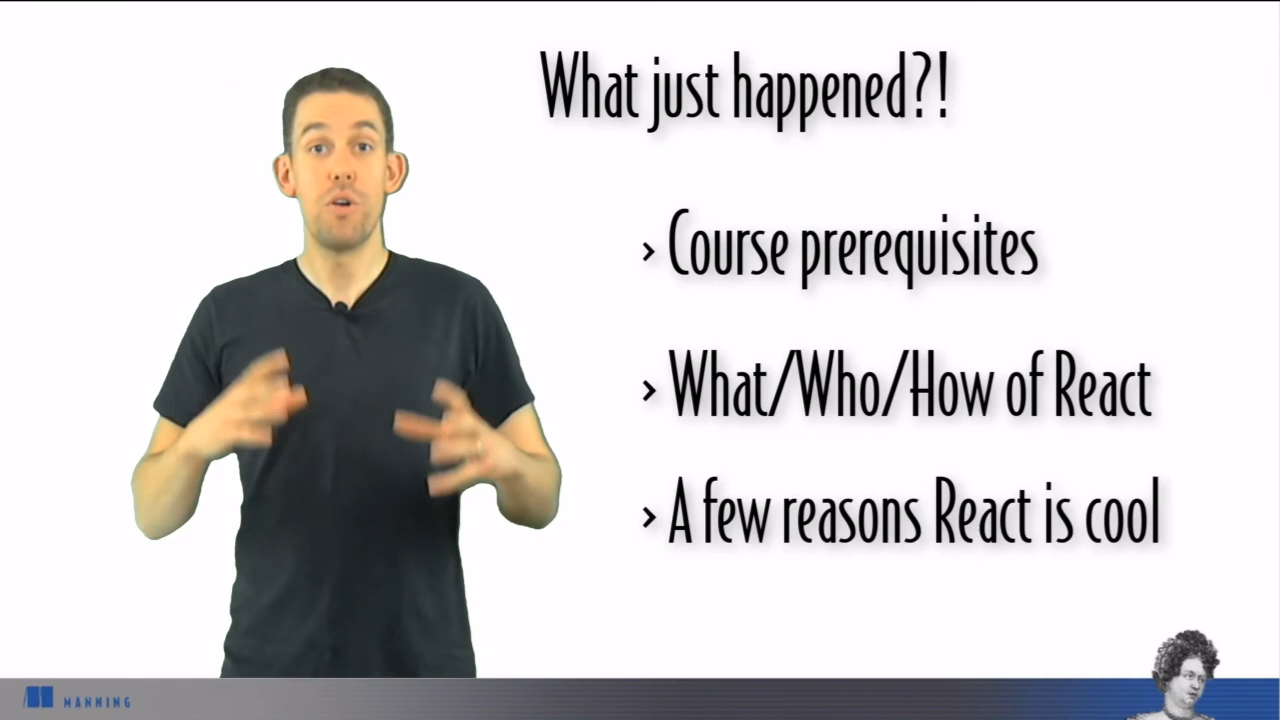 What just happened?!
> Course prerequisites
> What/Who/How of React
> A few reasons React is cool
MANNING